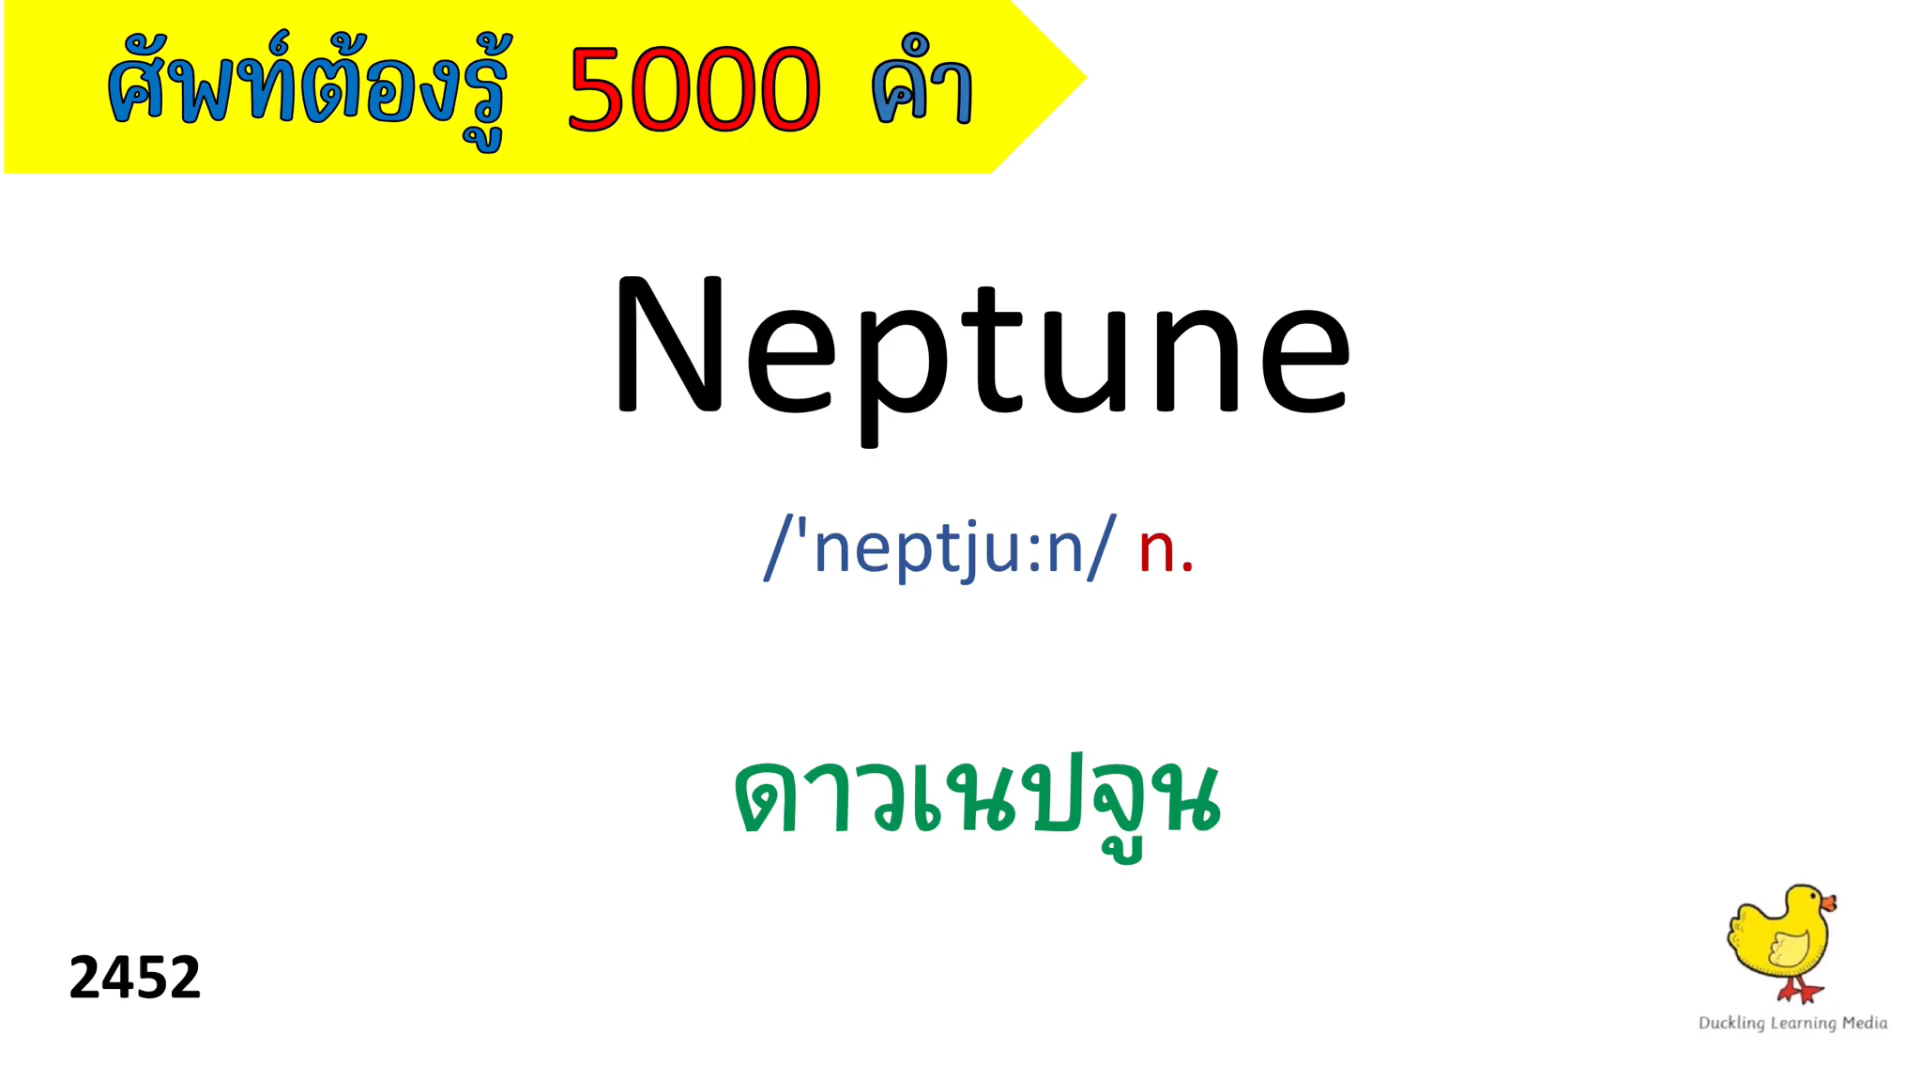 ศัพท์ต้องรู้ 5000 คำ
Neptune
/'neptju:n/ n.
ดาวเนปจูน
2452
Duckling Learning Media